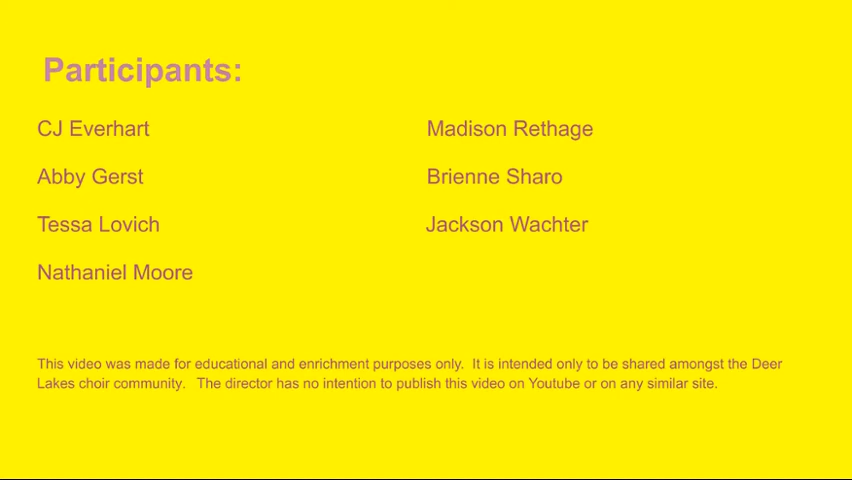 Participants:
CJ Everhart
Abby Gerst
Tessa Lovich
Nathaniel Moore
Madison Rethage
Brienne Sharo
Jackson Wachter
This video was made for educational and enrichment purposes only.  It is intended only to be shared amongst the Deer
Lakes choir community.   The director has no intention to publish this video on Youtube or on any similar site.